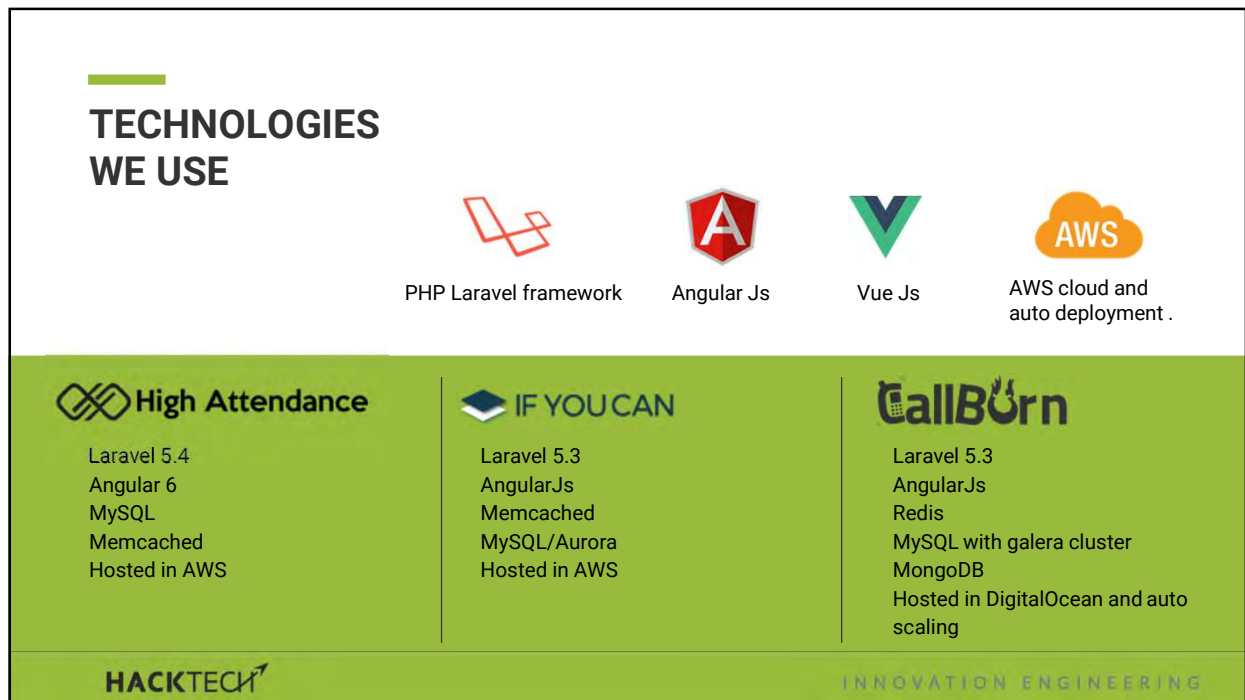 TECHNOLOGIES
WE USE
A
AWS
PHP Laravel framework
Angular Js
Vue Js
AWS cloud and
auto deployment .
High Attendance
Laravel 5.4
Angular 6
MySQL
Memcached
Hosted in AWS
IF YOU CAN
Laravel 5.3
AngularJs
Memcached
MySQL/Aurora
Hosted in AWS
CallBurn
Laravel 5.3
AngularJs
Redis
MySQL with galera cluster
MongoDB
Hosted in DigitalOcean and auto
scaling
HACKTECH
INNOVATION ENGINEERING